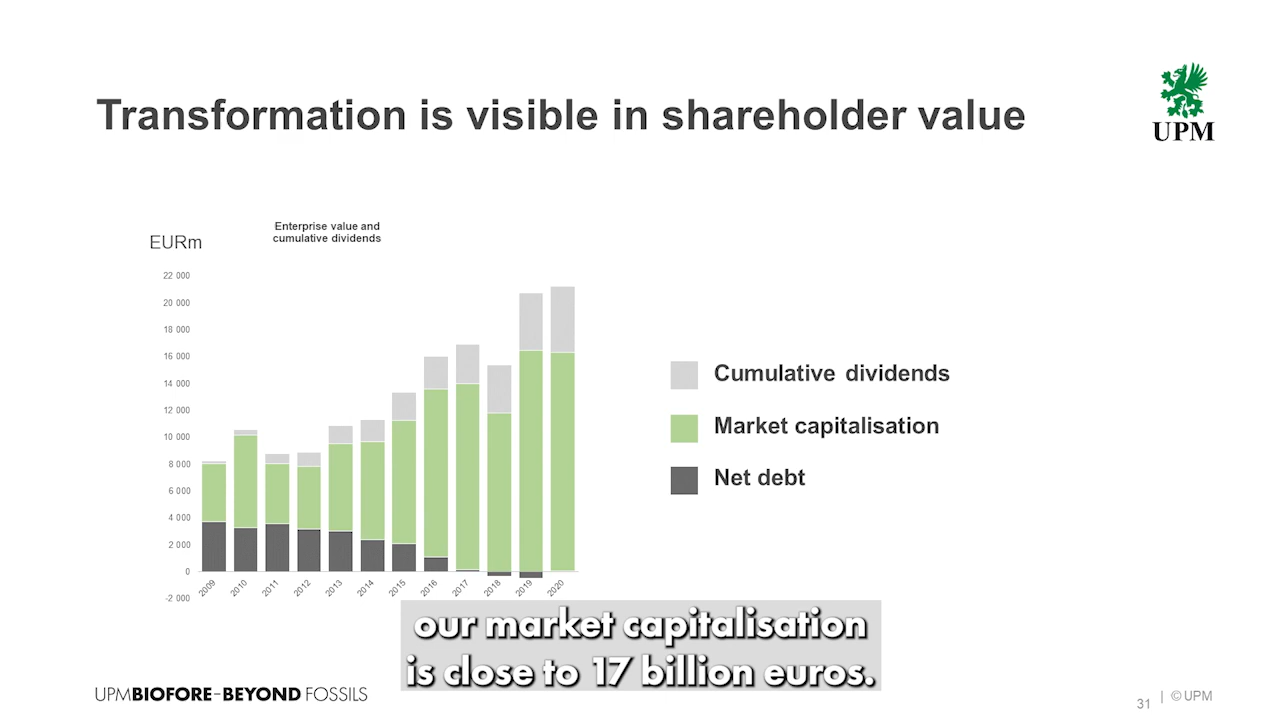 Transformation is visible in shareholder value
UPM
EURm
Enterprise value and
cumulative dividends
22 000
20 000
18 000
16 000
14 000
12 000
10 000
8 000
6 000
4 000
2 000
0
-2 000
2009
2010
2011
2012
2013
2014
2015
2016
2017
2018
2019
2020
Cumulative dividends
Market capitalisation
Net debt
our market capitalisation
is close to 17 billion euros.
UPM BIOFORE–BEYOND FOSSILS
31 | © UPM